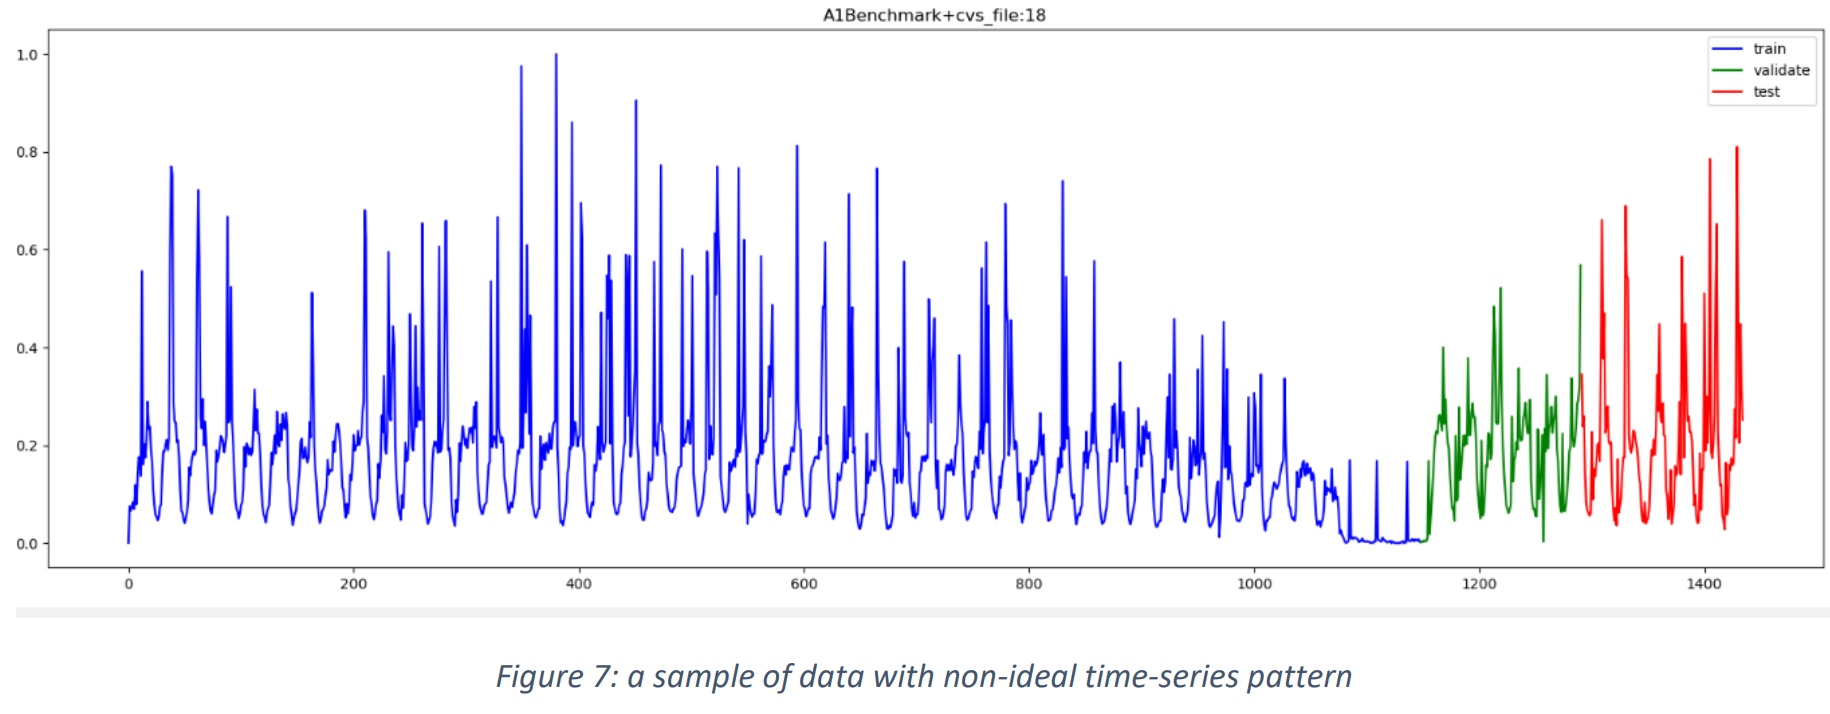 A1Benchmark+cvs_file:18
1.0
0.8
0.6
0.4
0.2
0.0
train
validate
test
0 200 400 600 800 1000 1200 1400
Figure 7: a sample of data with non-ideal time-series pattern